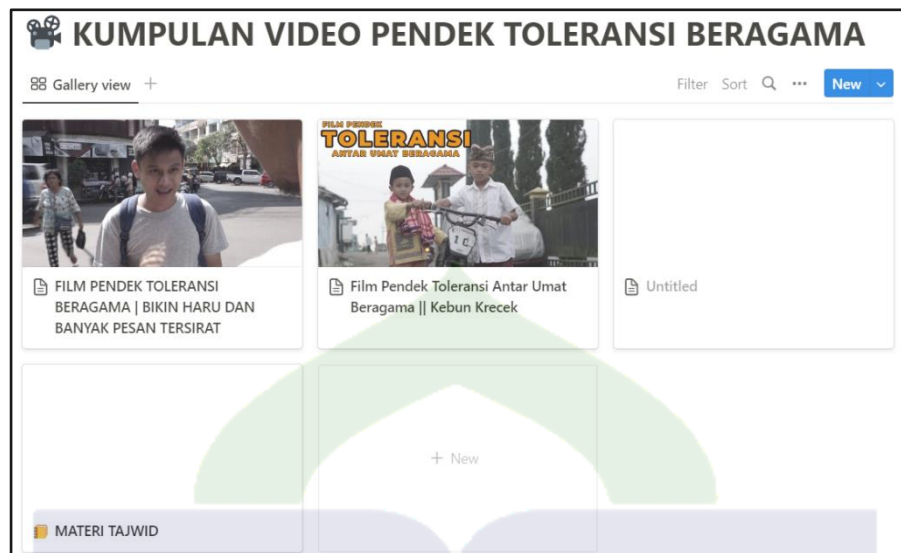 KUMPULAN VIDEO PENDEK TOLERANSI BERAGAMA
Gallery view
Filter Sort New
FILM PENDEK
TOLERANSI
ANTAR UMAT BERAGAMA
1 C
FILM PENDEK TOLERANSI
BERAGAMA | BIKIN HARU DAN
BANYAK PESAN TERSIRAT
Film Pendek Toleransi Antar Umat
Beragama || Kebun Krecek
Untitled
+ New
MATERI TAJWID